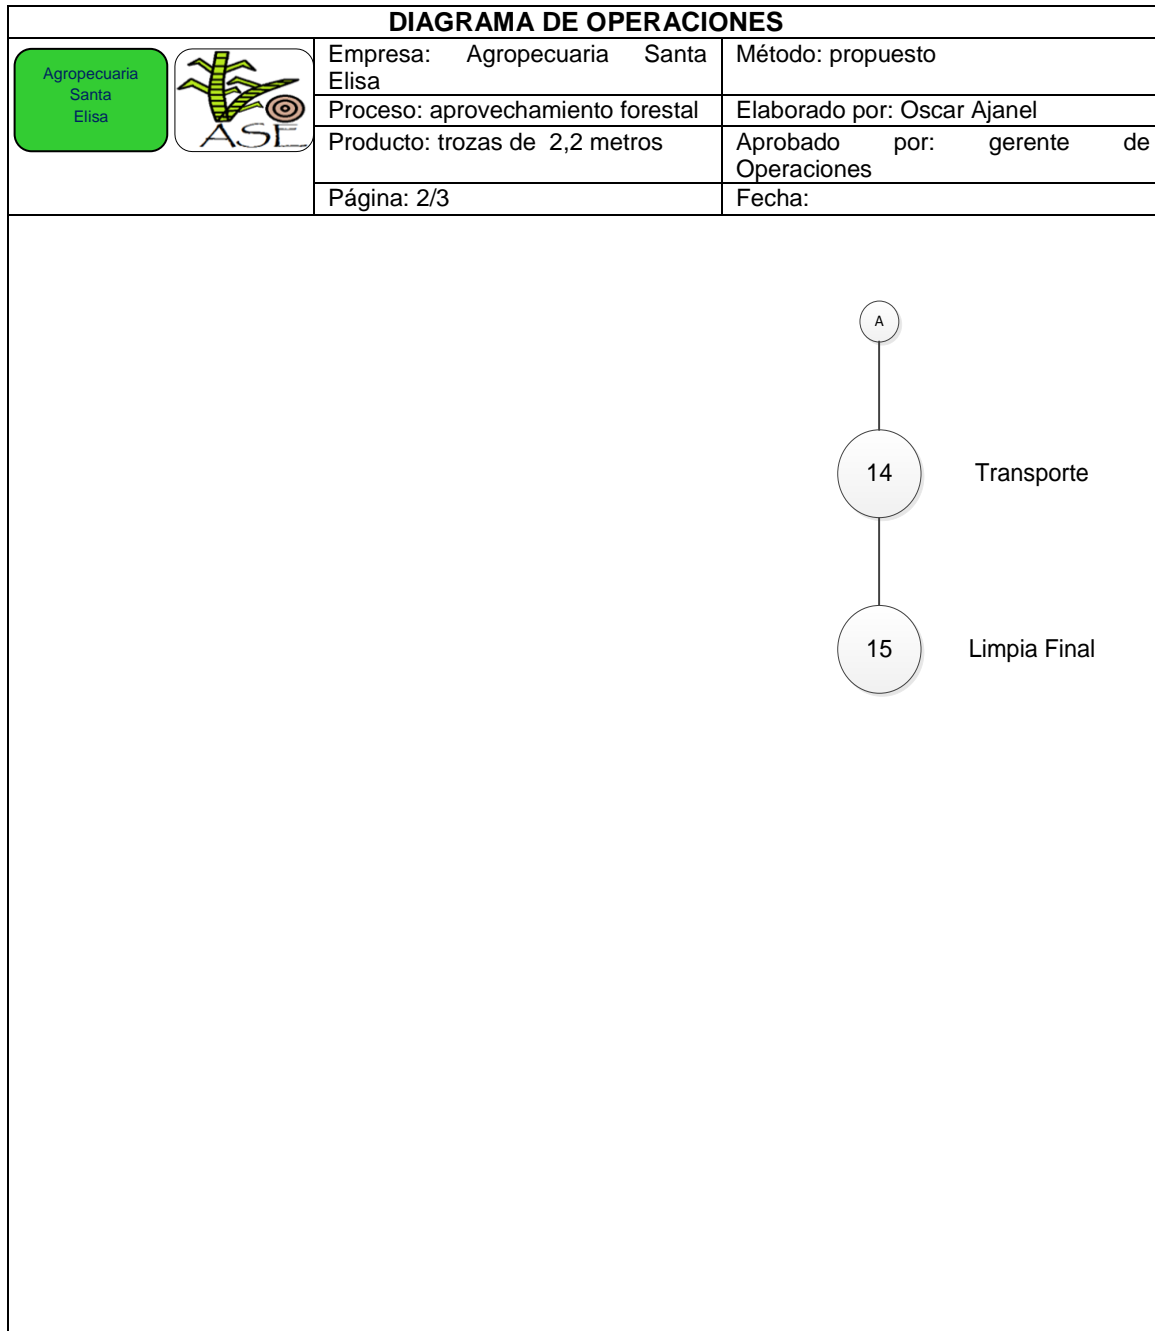 DIAGRAMA DE OPERACIONES
Agropecuaria
Santa
Elisa
ASE
Empresa: Agropecuaria Santa
Elisa
Método: propuesto
Proceso: aprovechamiento forestal
Elaborado por: Oscar Ajanel
Producto: trozas de 2,2 metros
Aprobado por: gerente de
Operaciones
Página: 2/3
Fecha:
A
14
Transporte
15
Limpia Final